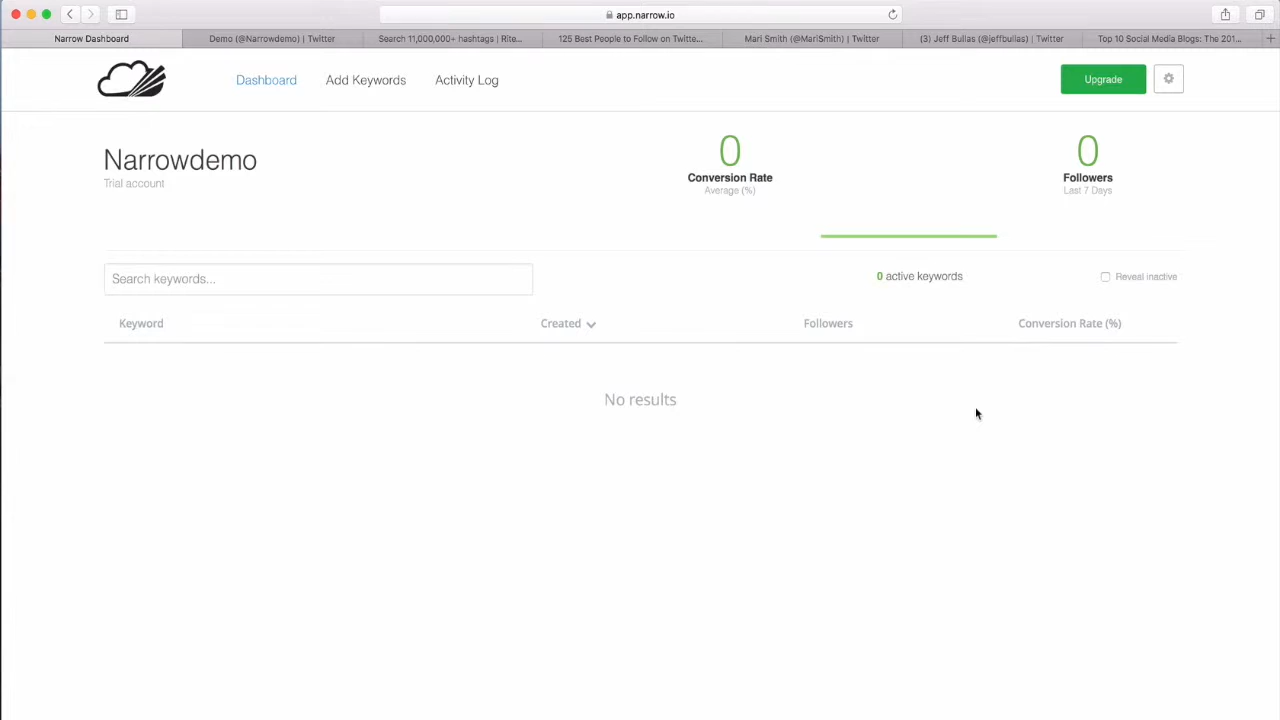 app.narrow.io
Narrow Dashboard
Demo (@Narrowdemo) | Twitter
Search 11,000,000+ hashtags | Rite...
125 Best People to Follow on Twitte...
Mari Smith (@MariSmith) | Twitter
(3) Jeff Bullas (@jeffbullas) | Twitter
Top 10 Social Media Blogs: The 201...
Dashboard
Add Keywords
Activity Log
Upgrade
Narrowdemo
Trial account
0
Conversion Rate
Average (%)
0
Followers
Last 7 Days
Search keywords...
0 active keywords
Reveal inactive
Keyword
Created
Followers
Conversion Rate (%)
No results